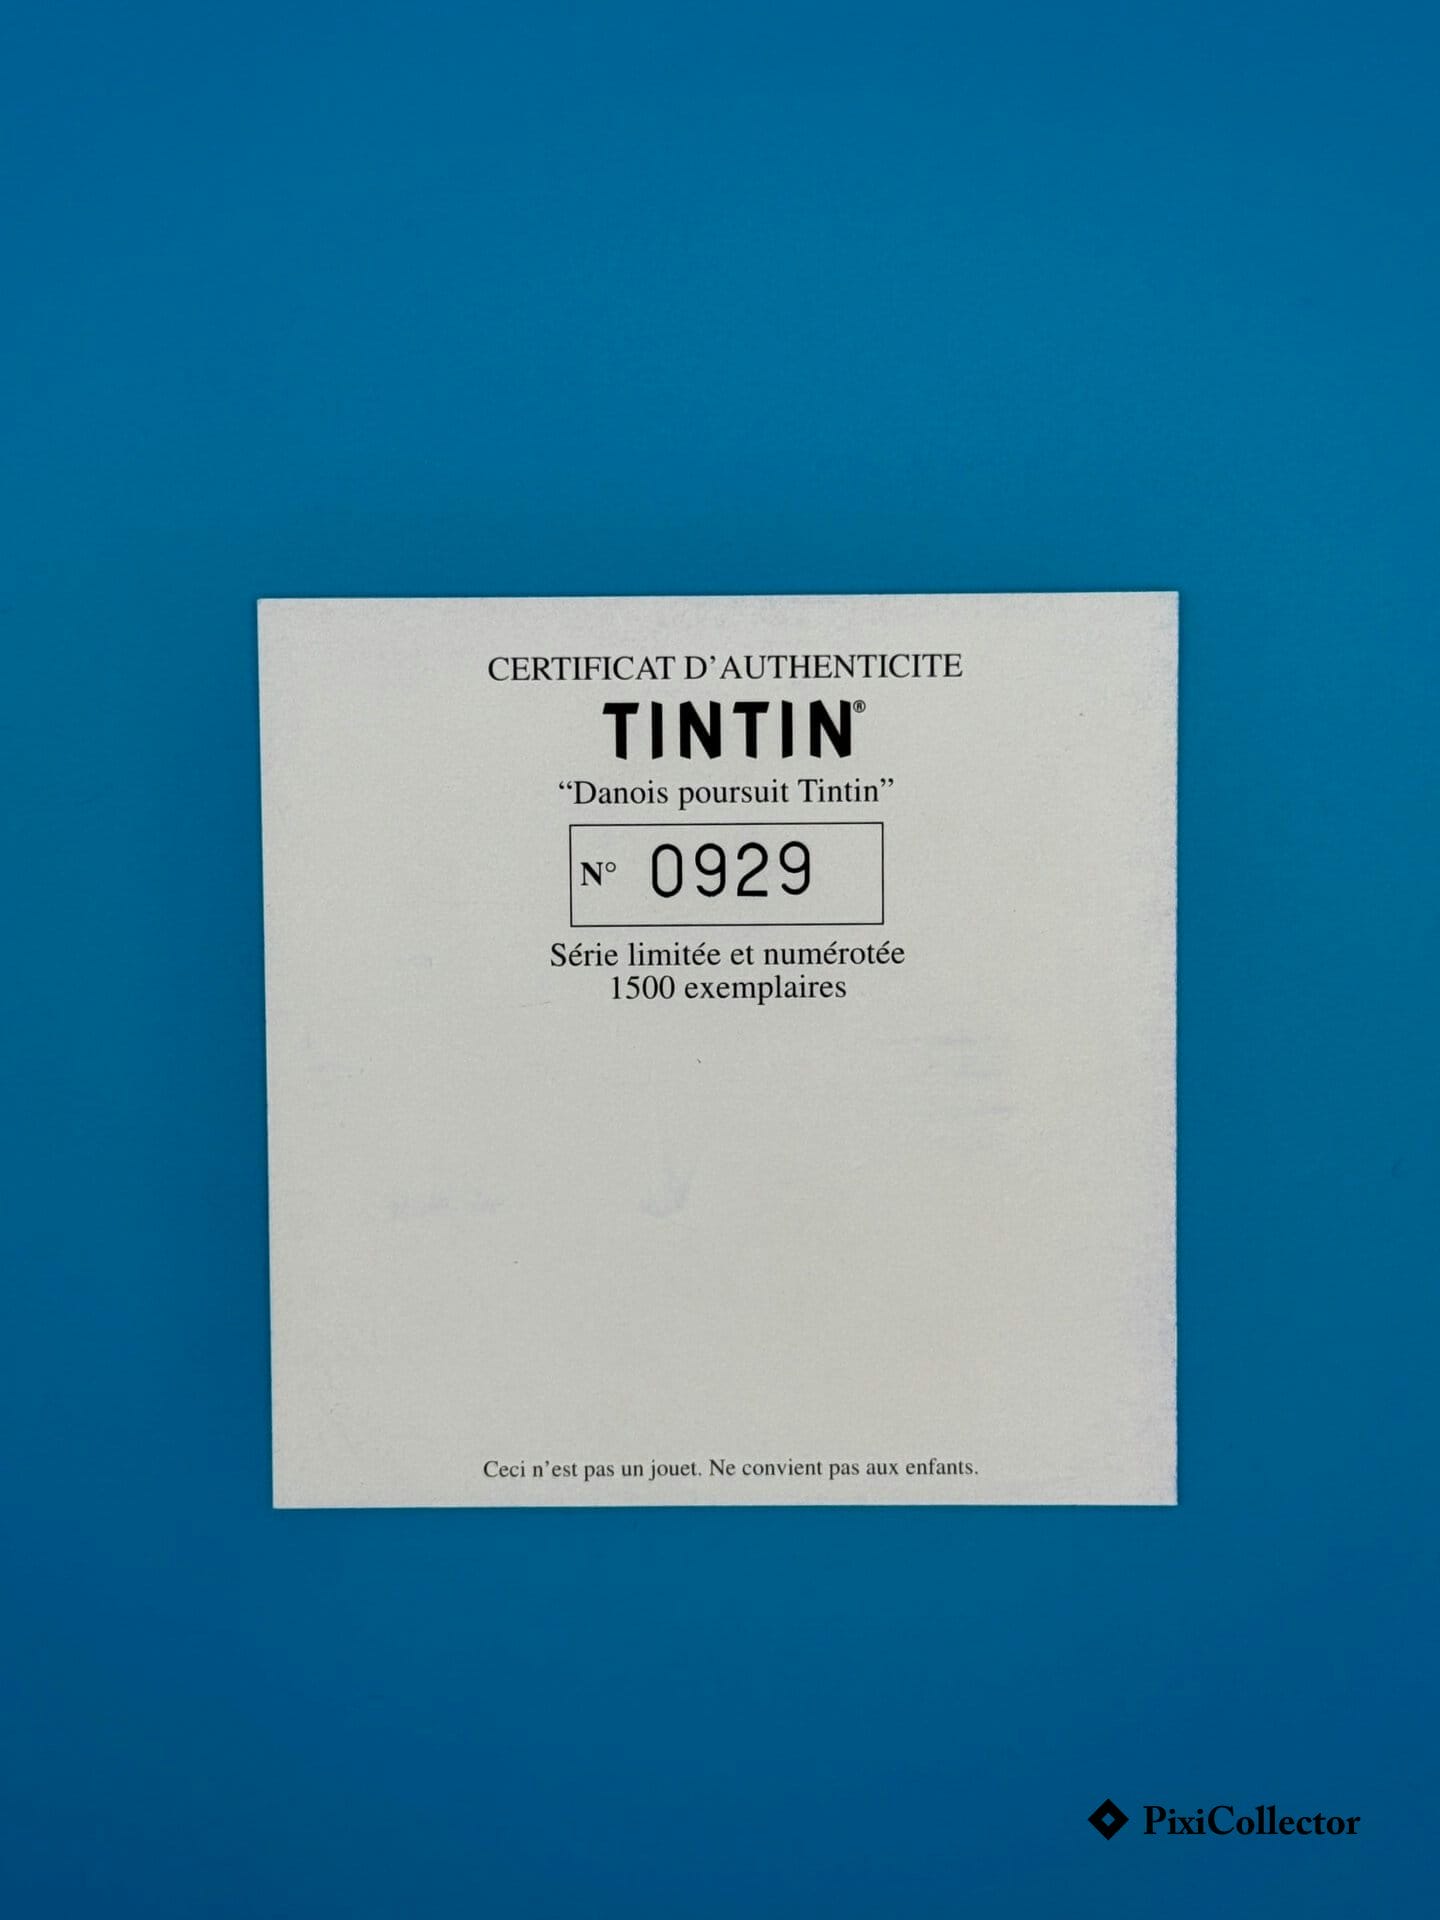 CERTIFICAT D’AUTHENTICITE
TINTIN®
“Danois poursuit Tintin”
N° 0929
Série limitée et numérotée
1500 exemplaires
Ceci n’est pas un jouet. Ne convient pas aux enfants.
PixiCollector